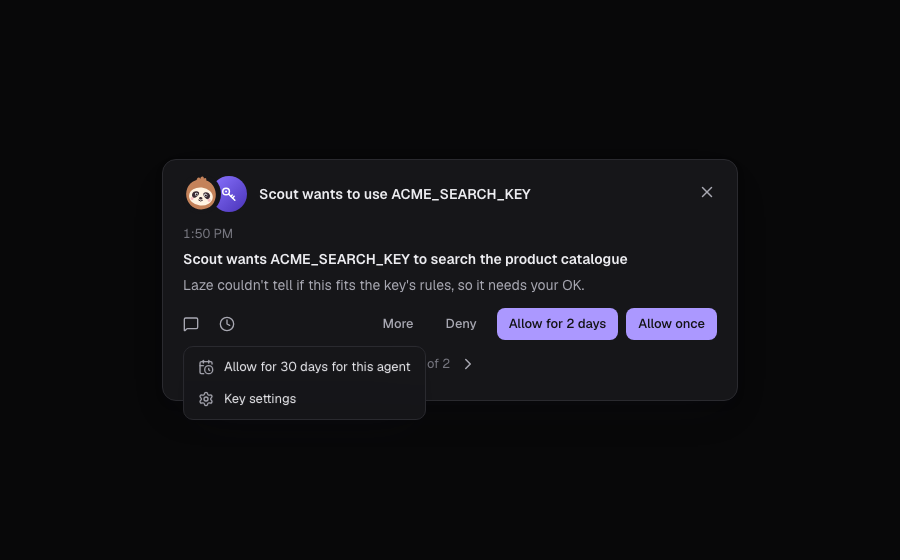 Scout wants to use ACME_SEARCH_KEY
1:50 PM
Scout wants ACME_SEARCH_KEY to search the product catalogue
Laze couldn't tell if this fits the key's rules, so it needs your OK.
More Deny Allow for 2 days Allow once
of 2
Allow for 30 days for this agent
Key settings